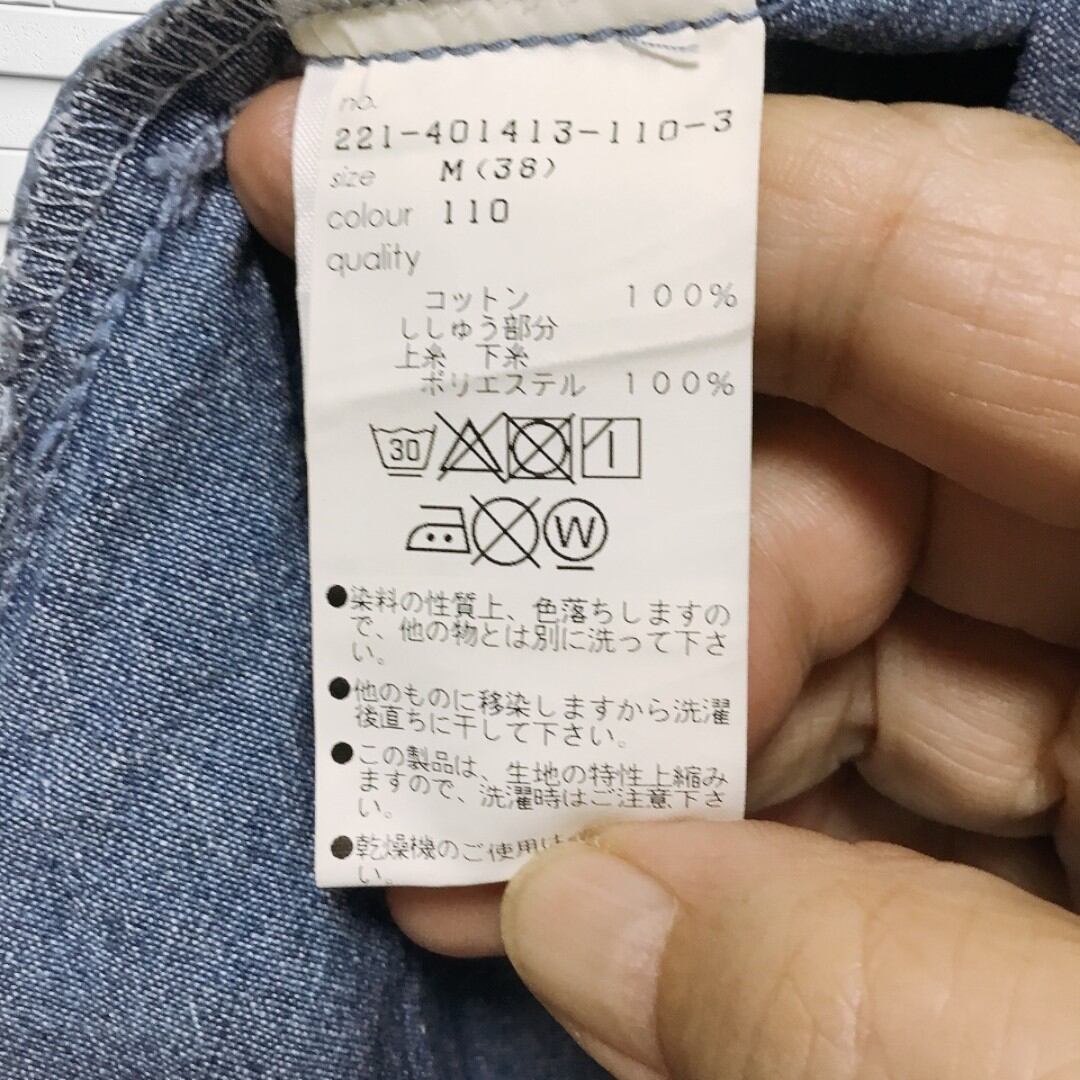 no.
221-401413-110-3
size M(38)
colour 110
quality
コットン 100%
ししゅう部分
上糸 下糸
ポリエステル 100%
30
W
●染料の性質上、色落ちしますの
で、他の物とは別に洗って下さ
い。
●他のものに移染しますから洗濯
後直ちに干して下さい。
●この製品は、生地の特性上縮み
ますので、洗濯時はご注意下さ
い。
●乾燥機のご使用は
い。